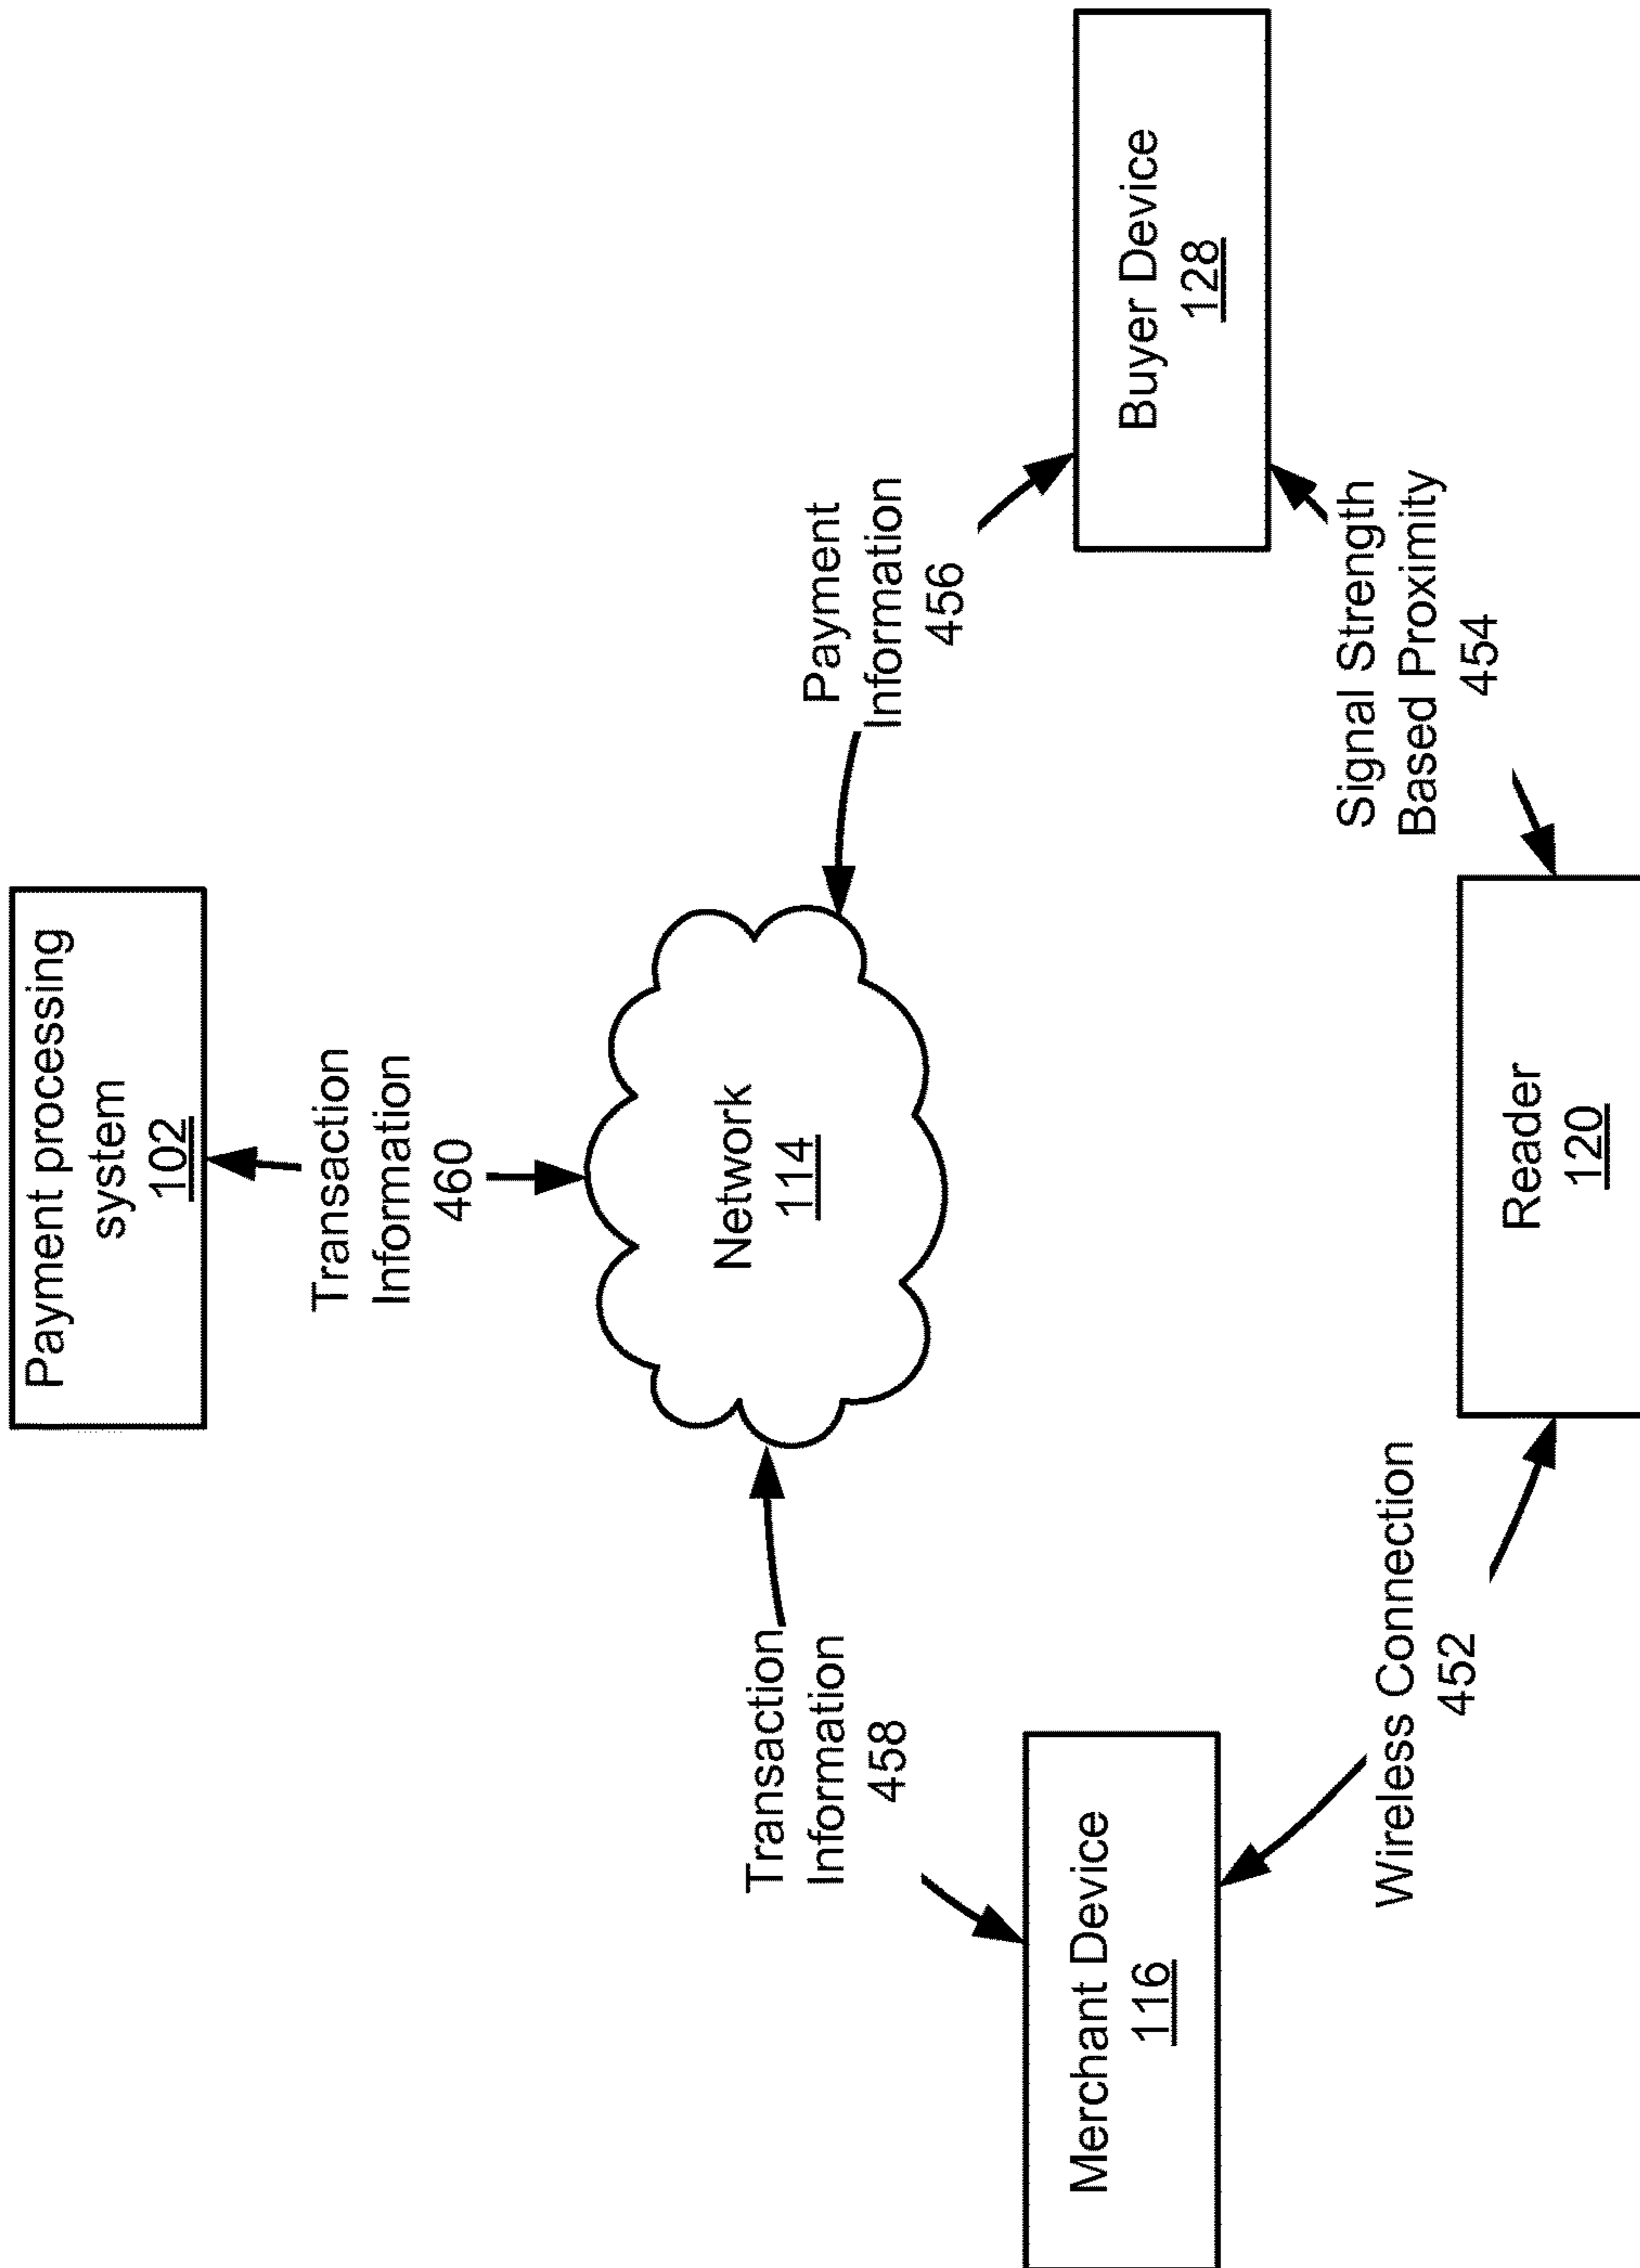 Payment processing
system
102
Transaction
Information
460
Network
114
Transaction
Information
458
Payment
Information
456
Merchant Device
116
Buyer Device
128
Wireless Connection
452
Signal Strength
Based Proximity
454
Reader
120